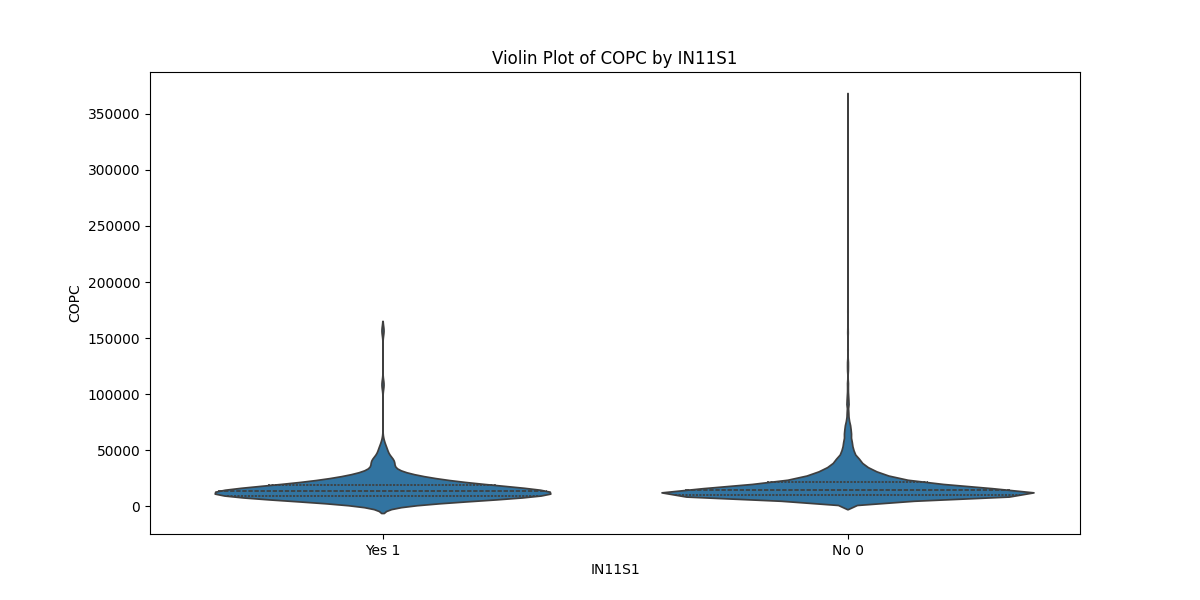 Violin Plot of COPC by IN11S1
350000
300000
250000
200000
150000
100000
50000
0
COPC
Yes 1
No 0
IN11S1